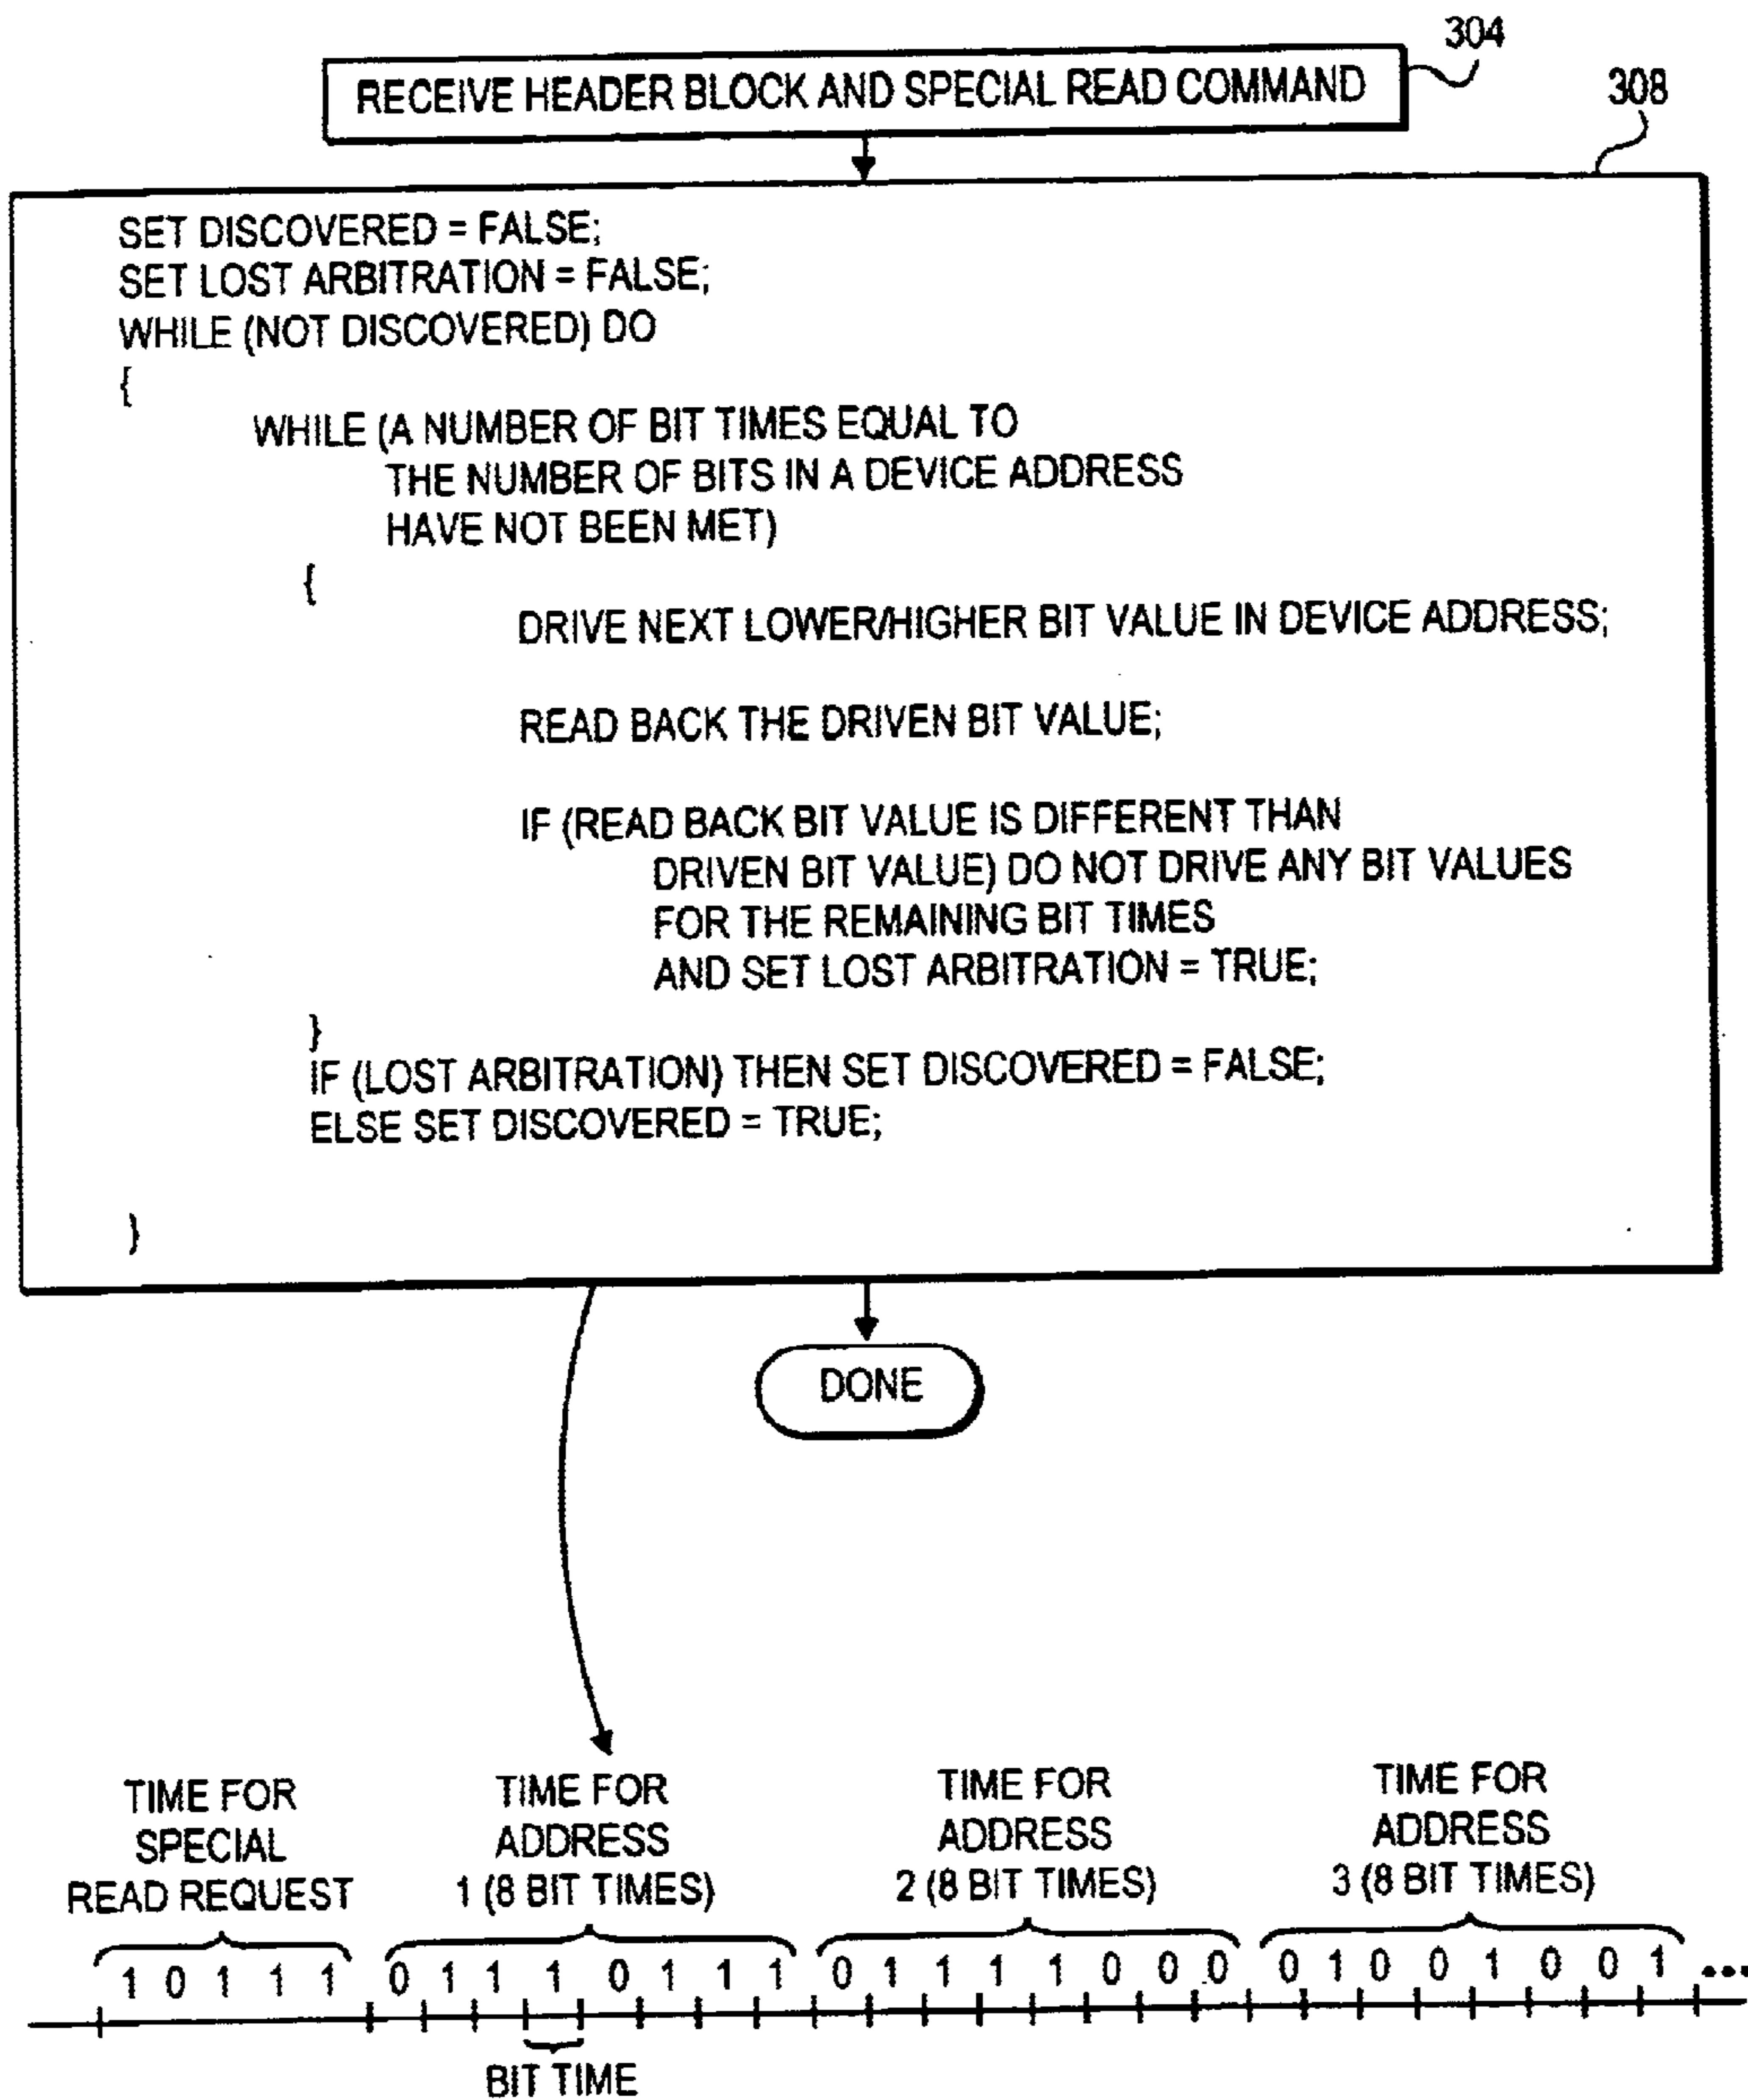 304
RECEIVE HEADER BLOCK AND SPECIAL READ COMMAND
308
SET DISCOVERED = FALSE;
SET LOST ARBITRATION = FALSE;
WHILE (NOT DISCOVERED) DO
{
WHILE (A NUMBER OF BIT TIMES EQUAL TO
THE NUMBER OF BITS IN A DEVICE ADDRESS
HAVE NOT BEEN MET)
{
DRIVE NEXT LOWER/HIGHER BIT VALUE IN DEVICE ADDRESS;
READ BACK THE DRIVEN BIT VALUE;
IF (READ BACK BIT VALUE IS DIFFERENT THAN
DRIVEN BIT VALUE) DO NOT DRIVE ANY BIT VALUES
FOR THE REMAINING BIT TIMES
AND SET LOST ARBITRATION = TRUE;
}
IF (LOST ARBITRATION) THEN SET DISCOVERED = FALSE;
ELSE SET DISCOVERED = TRUE;
}
DONE
TIME FOR
SPECIAL
READ REQUEST
TIME FOR
ADDRESS
1 (8 BIT TIMES)
TIME FOR
ADDRESS
2 (8 BIT TIMES)
TIME FOR
ADDRESS
3 (8 BIT TIMES)
1 0 1 1 1 0 1 1 1 0 1 1 1 0 1 1 1 1 0 0 0 0 1 0 0 1 0 0 1 •••
BIT TIME